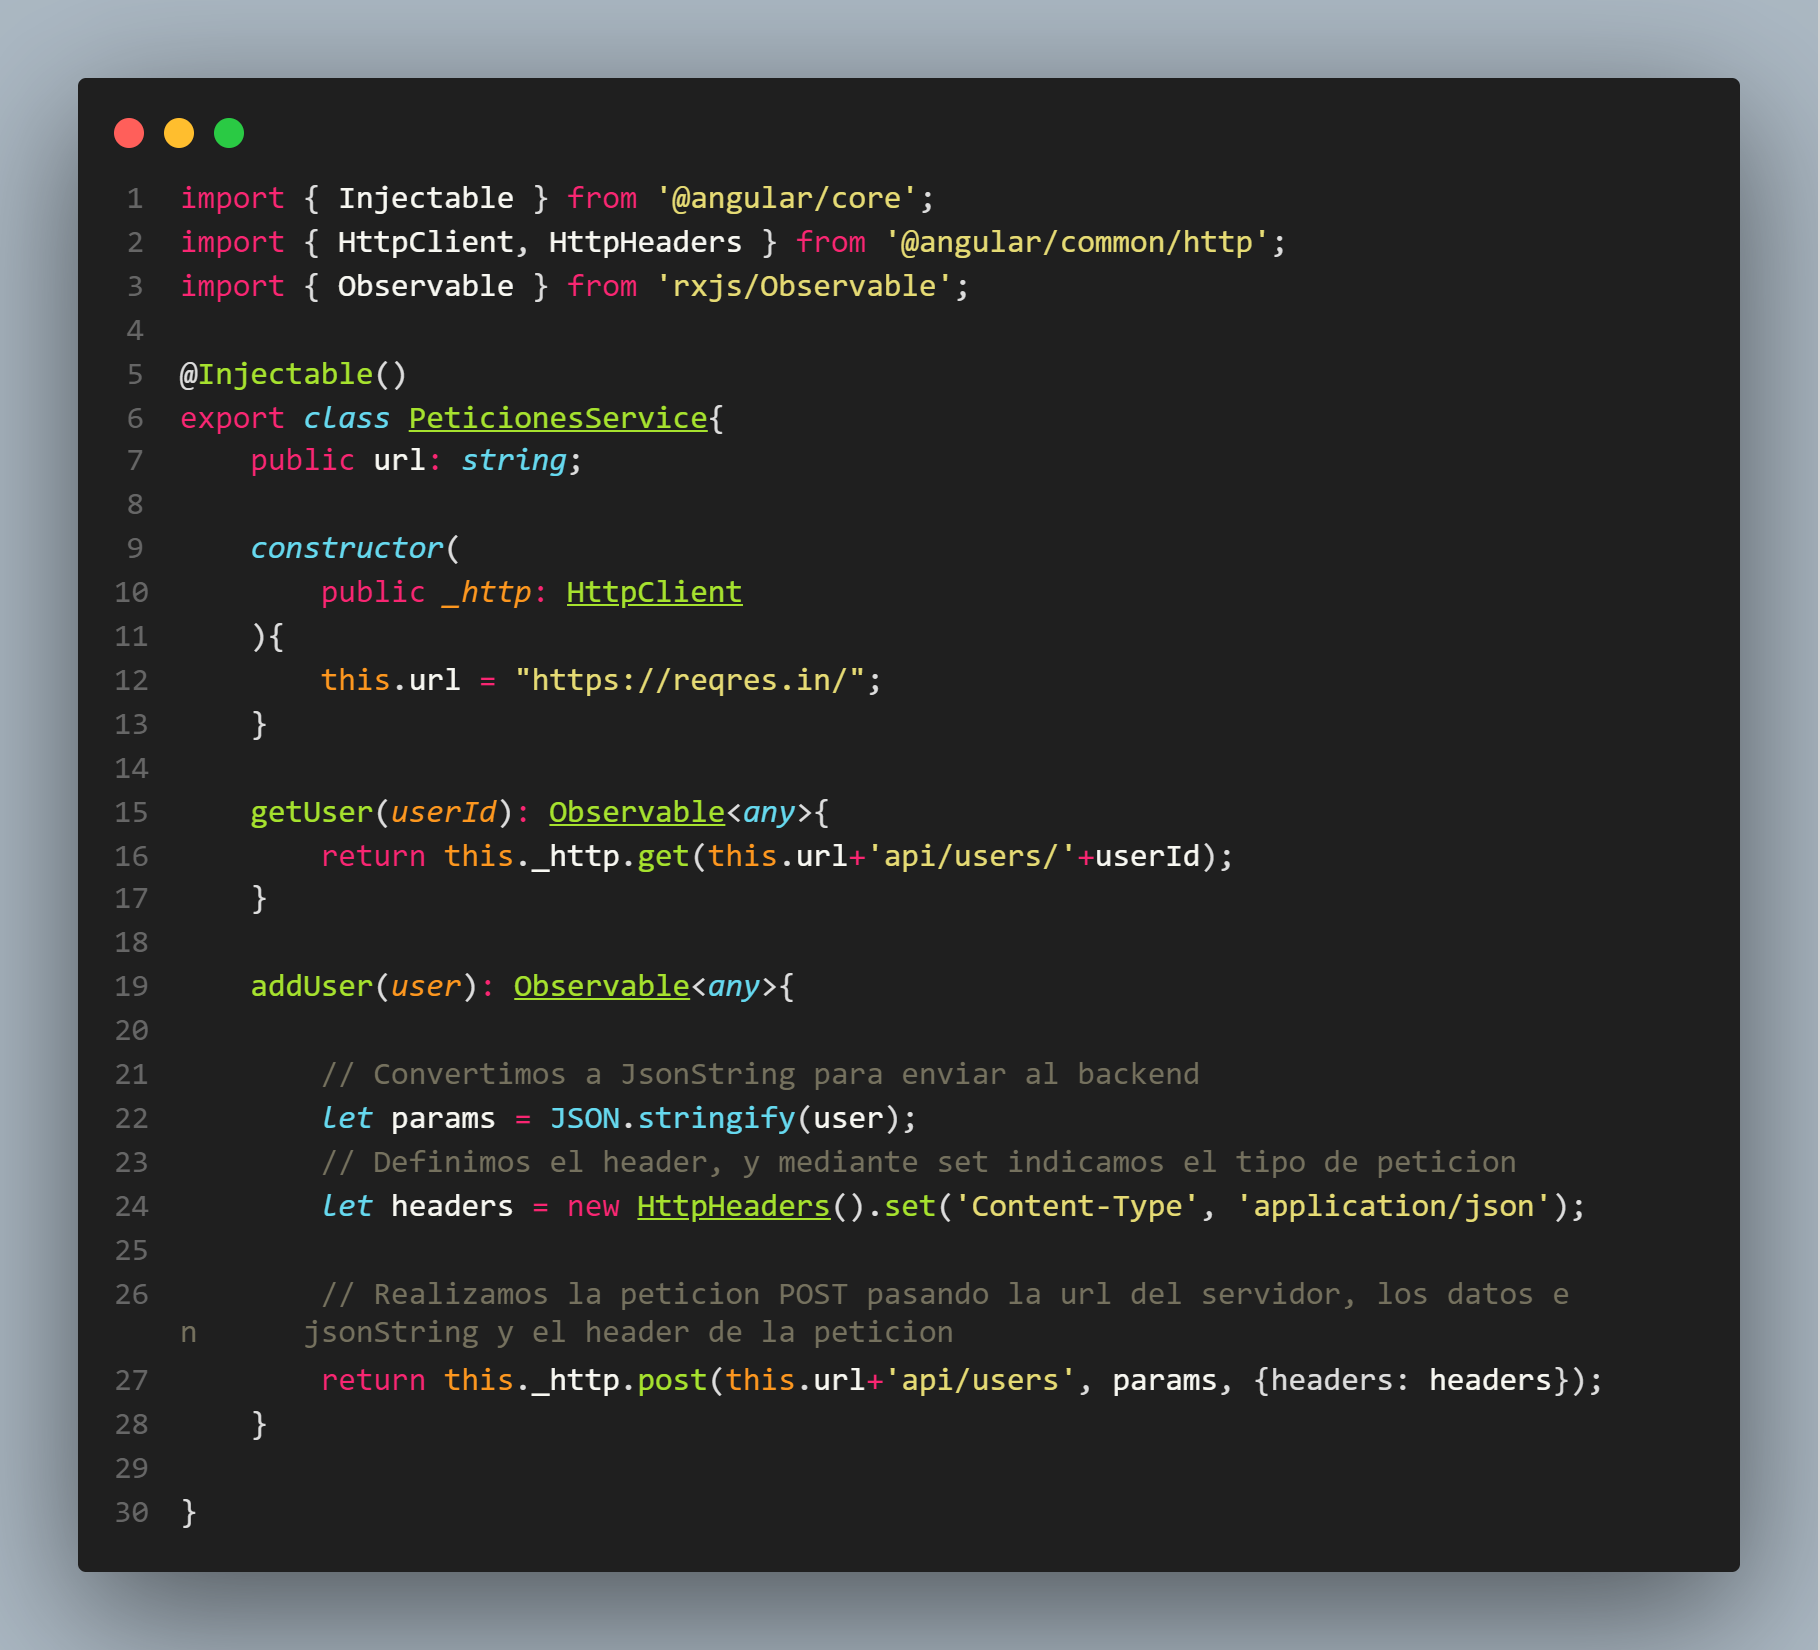 1 import { Injectable } from '@angular/core';
2 import { HttpClient, HttpHeaders } from '@angular/common/http';
3 import { Observable } from 'rxjs/Observable';
4
5 @Injectable()
6 export class PeticionesService{
7     public url: string;
8
9     constructor(
10         public _http: HttpClient
11     ){
12         this.url = "https://reqres.in/";
13     }
14
15     getUser(userId): Observable<any>{
16         return this._http.get(this.url+'api/users/'+userId);
17     }
18
19     addUser(user): Observable<any>{
20
21         // Convertimos a JsonString para enviar al backend
22         let params = JSON.stringify(user);
23         // Definimos el header, y mediante set indicamos el tipo de peticion
24         let headers = new HttpHeaders().set('Content-Type', 'application/json');
25
26         // Realizamos la peticion POST pasando la url del servidor, los datos e
n      jsonString y el header de la peticion
27         return this._http.post(this.url+'api/users', params, {headers: headers});
28     }
29
30 }